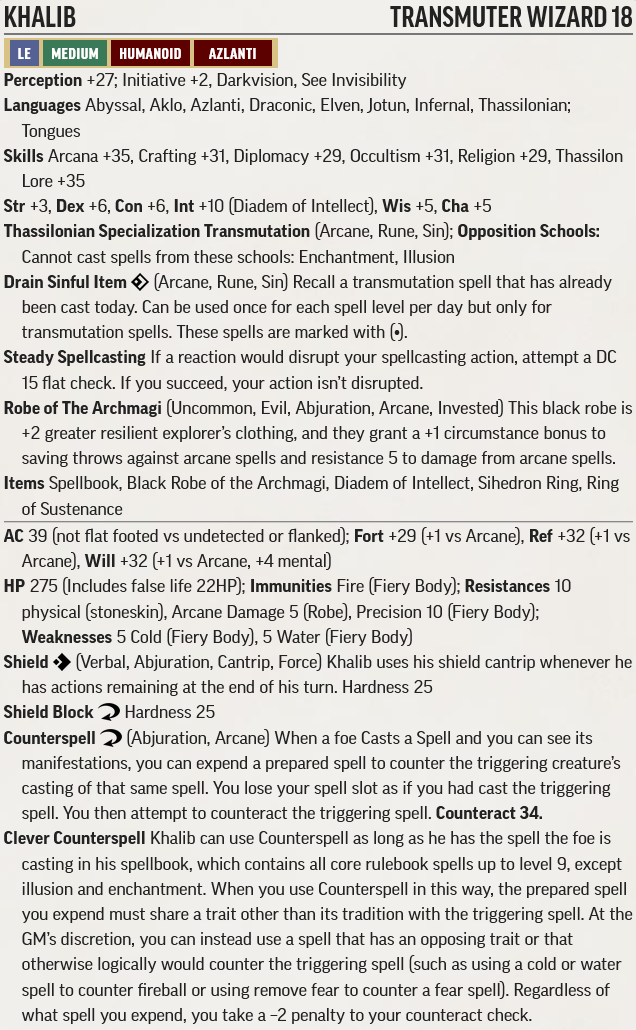 KHALIB TRANSMUTER WIZARD 18
LE MEDIUM HUMANOID AZLANTI
Perception +27; Initiative +2, Darkvision, See Invisibility
Languages Abyssal, Aklo, Azlanti, Draconic, Elven, Jotun, Infernal, Thassilonian;
Tongues
Skills Arcana +35, Crafting +31, Diplomacy +29, Occultism +31, Religion +29, Thassilon
Lore +35
Str +3, Dex +6, Con +6, Int +10 (Diadem of Intellect), Wis +5, Cha +5
Thassilonian Specialization Transmutation (Arcane, Rune, Sin); Opposition Schools:
Cannot cast spells from these schools: Enchantment, Illusion
Drain Sinful Item (Arcane, Rune, Sin) Recall a transmutation spell that has already
been cast today. Can be used once for each spell level per day but only for
transmutation spells. These spells are marked with (•).
Steady Spellcasting If a reaction would disrupt your spellcasting action, attempt a DC
15 flat check. If you succeed, your action isn't disrupted.
Robe of The Archmagi (Uncommon, Evil, Abjuration, Arcane, Invested) This black robe is
+2 greater resilient explorer's clothing, and they grant a +1 circumstance bonus to
saving throws against arcane spells and resistance 5 to damage from arcane spells.
Items Spellbook, Black Robe of the Archmagi, Diadem of Intellect, Sihedron Ring, Ring
of Sustenance
AC 39 (not flat footed vs undetected or flanked); Fort +29 (+1 vs Arcane), Ref +32 (+1 vs
Arcane), Will +32 (+1 vs Arcane, +4 mental)
HP 275 (Includes false life 22HP); Immunities Fire (Fiery Body); Resistances 10
physical (stoneskin), Arcane Damage 5 (Robe), Precision 10 (Fiery Body);
Weaknesses 5 Cold (Fiery Body), 5 Water (Fiery Body)
Shield (Verbal, Abjuration, Cantrip, Force) Khalib uses his shield cantrip whenever he
has actions remaining at the end of his turn. Hardness 25
Shield Block Hardness 25
Counterspell (Abjuration, Arcane) When a foe Casts a Spell and you can see its
manifestations, you can expend a prepared spell to counter the triggering creature's
casting of that same spell. You lose your spell slot as if you had cast the triggering
spell. You then attempt to counteract the triggering spell. Counteract 34.
Clever Counterspell Khalib can use Counterspell as long as he has the spell the foe is
casting in his spellbook, which contains all core rulebook spells up to level 9, except
illusion and enchantment. When you use Counterspell in this way, the prepared spell
you expend must share a trait other than its tradition with the triggering spell. At the
GM's discretion, you can instead use a spell that has an opposing trait or that
otherwise logically would counter the triggering spell (such as using a cold or water
spell to counter fireball or using remove fear to counter a fear spell). Regardless of
what spell you expend, you take a –2 penalty to your counteract check.